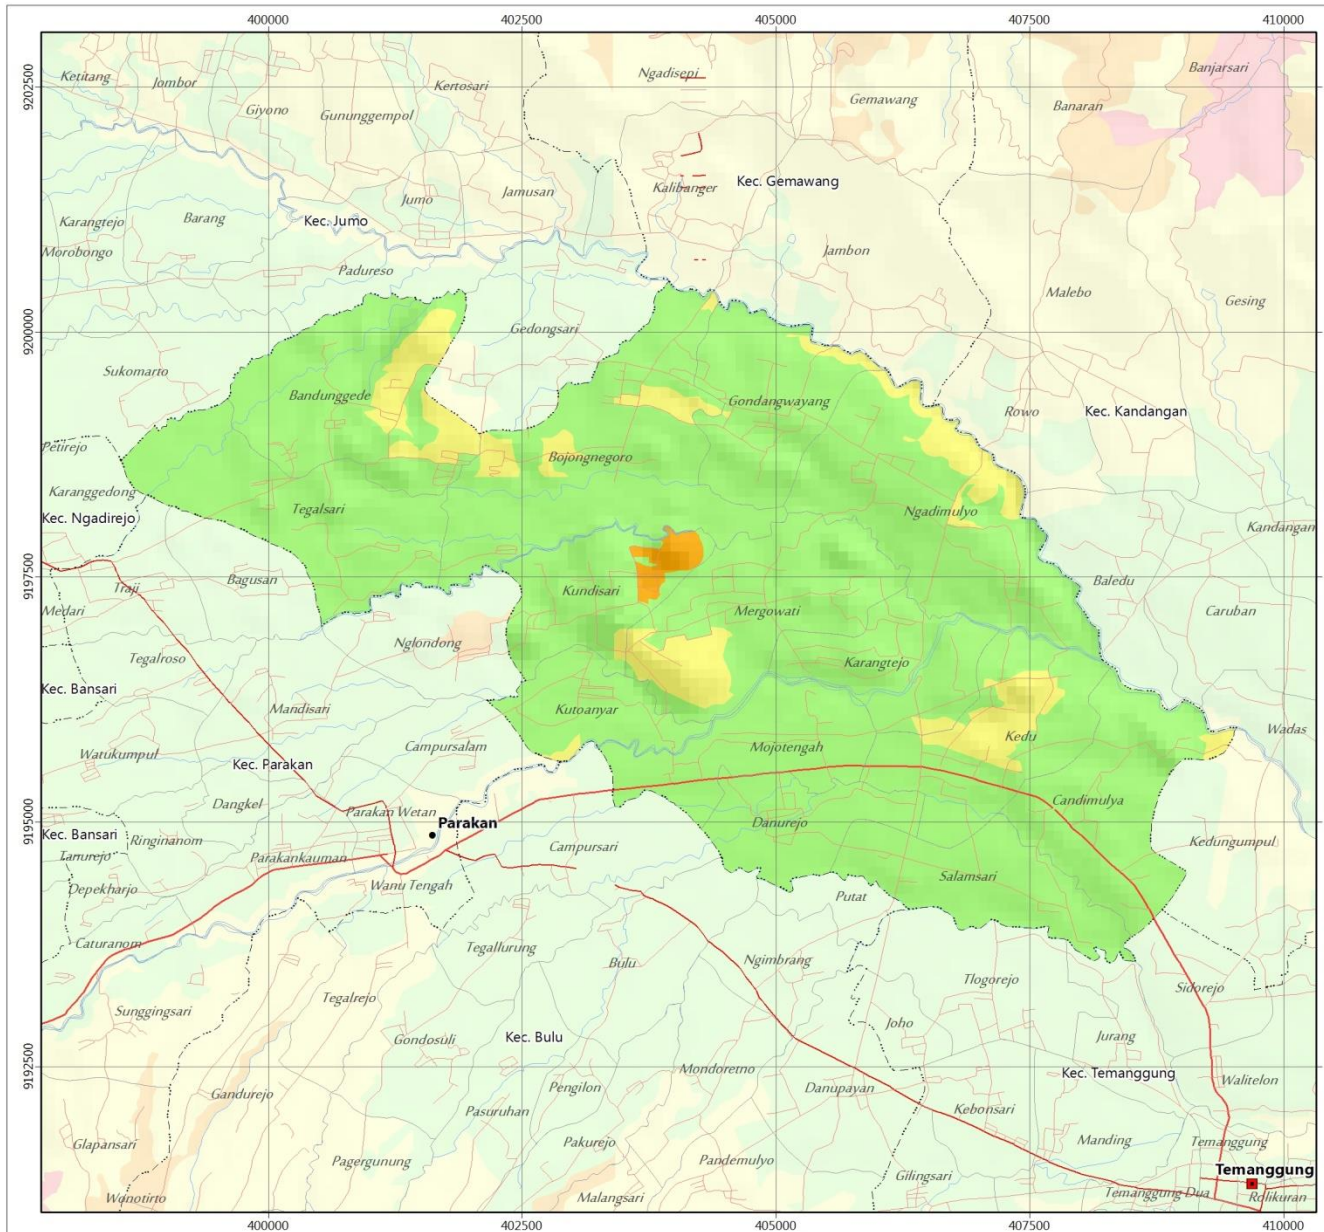 400000 402500 405000 407500 410000
Ketitang Jombor Giyono Gununggempol Kertosari Ngadisepi Gemawang Banaran Banjarsari
9202500
Kalibanger Kec. Gemawang
Karangtejo Barang Jumo Jamusan
Kec. Jumo
Morobongo Padureso Jambon Malebo Gesing
9200000
Gedongsari
Sukomarto Bandunggede Gondangwayang Rowo Kec. Kandangan
Petirejo Bojongnegoro
Karanggedong Tegalsari Ngadimulyo Kandangan
Kec. Ngadirejo
9197500
Traji Bagusan Kundisari Mergowati Baledu Caruban
Medari Nglondong
Tegalroso Karangtejo
Kec. Bansari Mandisari Kutoanyar Kedu Wadas
Watukumpul Campursalam Mojotengah
Kec. Parakan
Dangkel Parakan Wetan Candimulya
9195000
Parakan
Kec. Bansari Ringinanom Danurejo Kedungumpul
Tanurejo Parakankauman Campursari
Depekharjo Wanu Tengah Salamsari
Putat
Caturanom Tegallurung Bulu Ngimbrang Tlogorejo Sidorejo
Sunggingsari Tegalrejo Gondosuli Kec. Bulu Joho Jurang
9192500
Mondoretno Kec. Temanggung
Gandurejo Pengilon Danupayan Walitelon
Pasuruhan Kebonsari
Glapansari Pagergunung Pakurejo Pandemulyo Manding Temanggung
Gilingsari Temanggung
Wonotirto Malangsari Temanggung Dua Rolikuran
400000 402500 405000 407500 410000